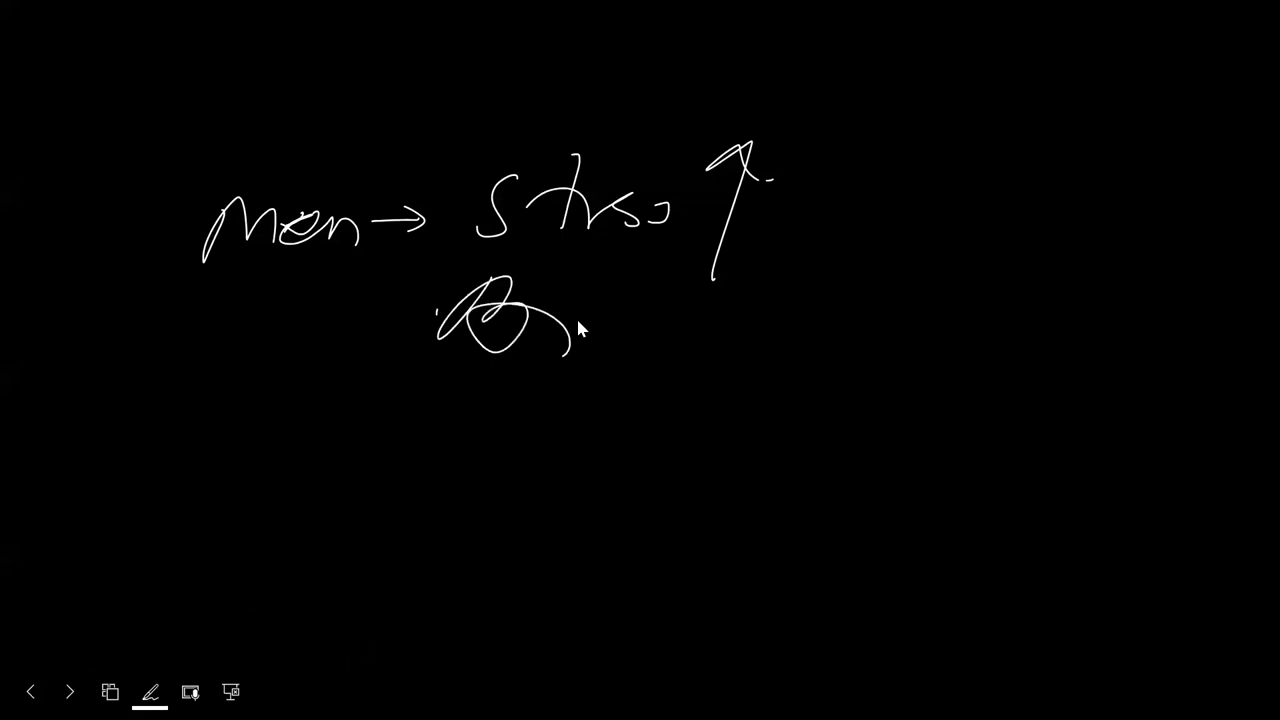 Men → Stress ↑